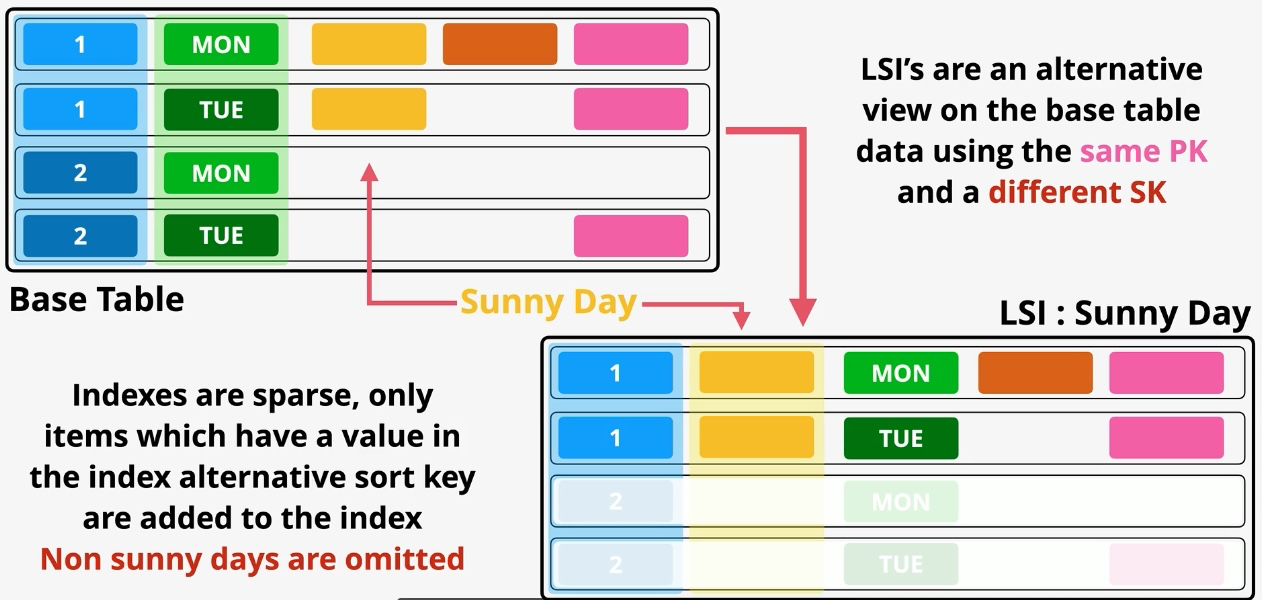 1 MON
1 TUE
2 MON
2 TUE
Base Table
LSI's are an alternative
view on the base table
data using the same PK
and a different SK
Sunny Day
LSI : Sunny Day
Indexes are sparse, only
items which have a value in
the index alternative sort key
are added to the index
Non sunny days are omitted
1 MON
1 TUE
2 MON
2 TUE